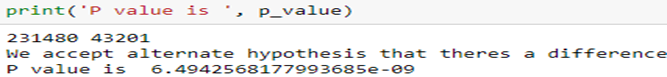 print('P value is ', p_value)
231480 43201
We accept alternate hypothesis that theres a difference
P value is  6.4942568177993685e-09